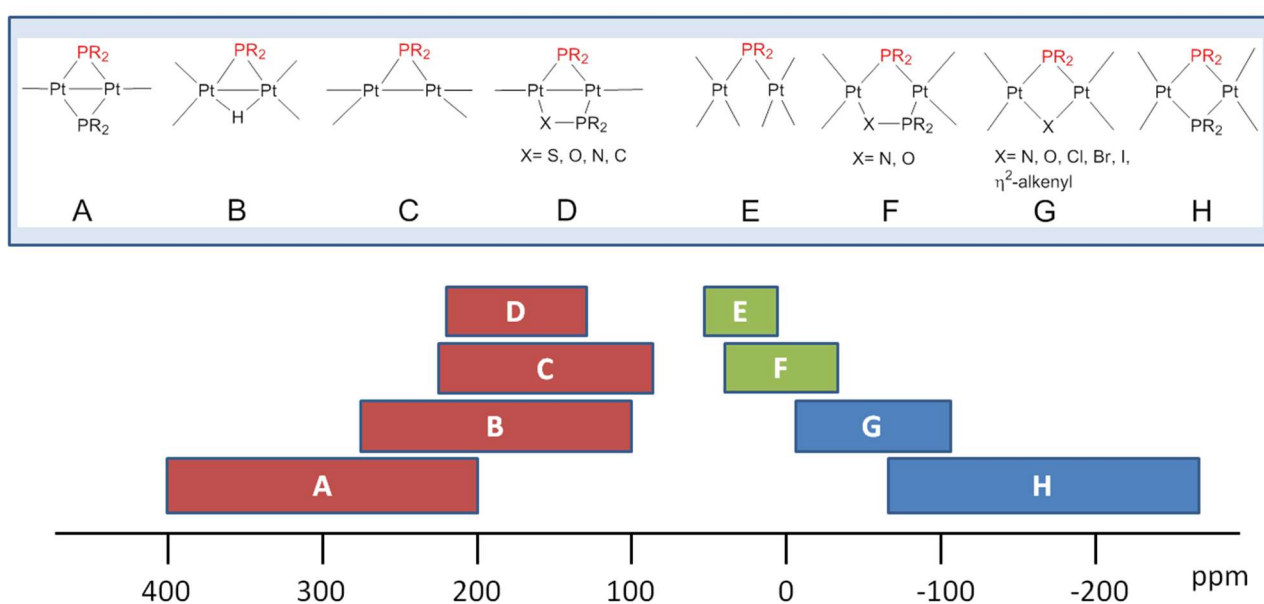 PR2 PR2 PR2 PR2 PR2 PR2 PR2 PR2
Pt Pt Pt Pt Pt Pt Pt Pt Pt Pt Pt Pt Pt Pt Pt Pt
PR2 H X PR2 X PR2 X PR2
X= S, O, N, C X= N, O X= N, O, Cl, Br, I,
η2-alkenyl
A B C D E F G H
D E
C F
B G
A H
400 300 200 100 0 -100 -200 ppm